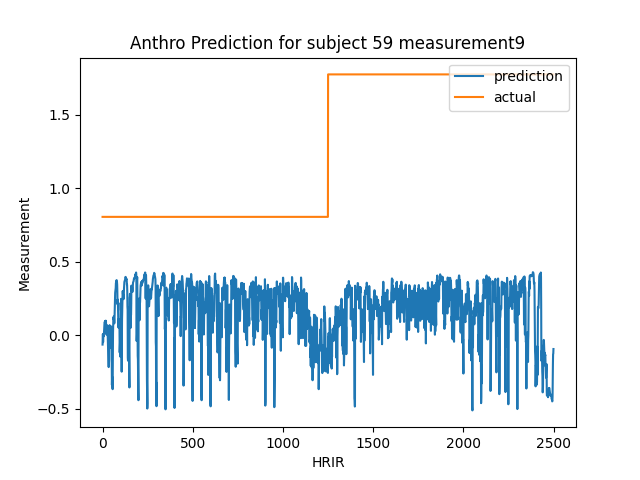 Anthro Prediction for subject 59 measurement9
prediction
actual
Measurement
1.5
1.0
0.5
0.0
−0.5
0
500
1000
1500
2000
2500
HRIR